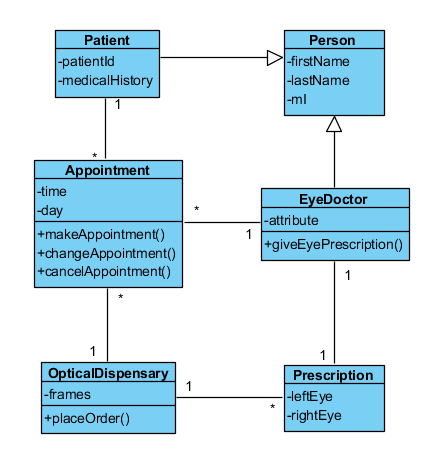 Patient
-patientId
-medicalHistory
Person
-firstName
-lastName
-mI
1
*
Appointment
-time
-day
+makeAppointment()
+changeAppointment()
+cancelAppointment()
*
1
EyeDoctor
-attribute
+giveEyePrescription()
*
1
1
1
OpticalDispensary
-frames
+placeOrder()
1
*
Prescription
-leftEye
-rightEye